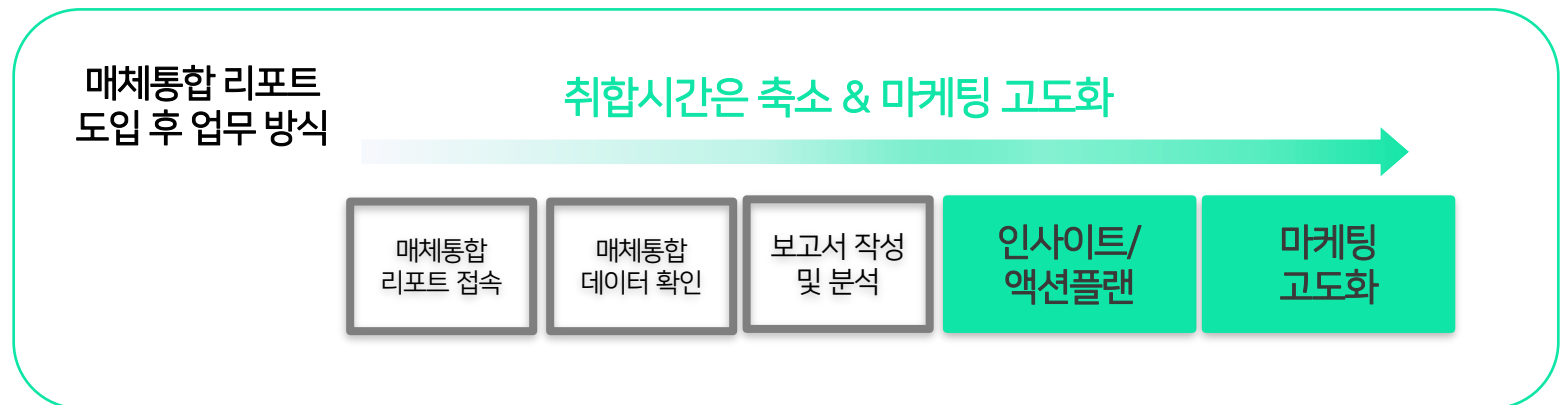 매체통합 리포트
도입 후 업무 방식
취합시간은 축소 & 마케팅 고도화
매체통합
리포트 접속
매체통합
데이터 확인
보고서 작성
및 분석
인사이트/
액션플랜
마케팅
고도화